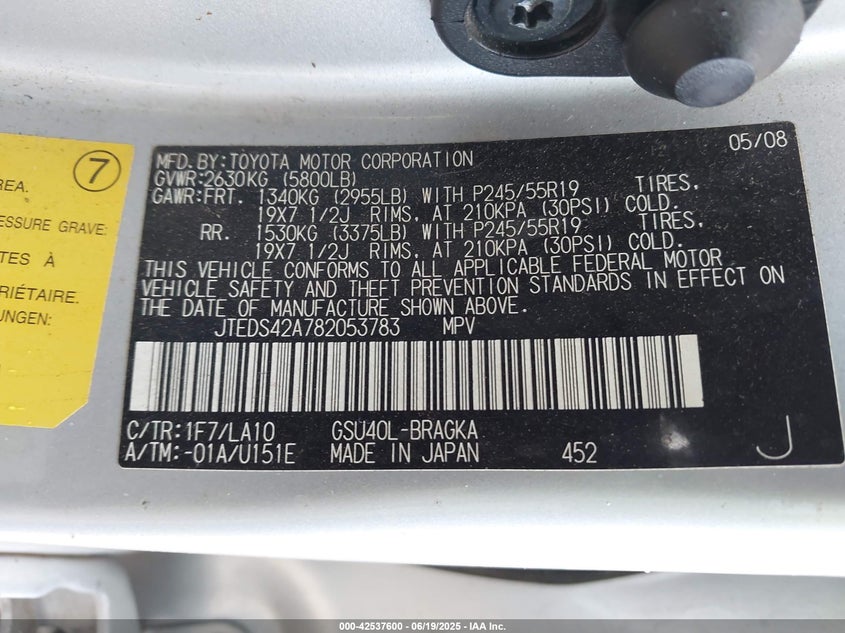 05/08
MFD. BY: TOYOTA MOTOR CORPORATION
GVWR: 2630KG (5800LB)
GAWR: FRT. 1340KG (2955LB) WITH P245/55R19 TIRES,
19X7 1/2J RIMS, AT 210KPA (30PSI) COLD.
RR. 1530KG (3375LB) WITH P245/55R19 TIRES,
19X7 1/2J RIMS, AT 210KPA (30PSI) COLD.
THIS VEHICLE CONFORMS TO ALL APPLICABLE FEDERAL MOTOR
VEHICLE SAFETY AND THEFT PREVENTION STANDARDS IN EFFECT ON
THE DATE OF MANUFACTURE SHOWN ABOVE.
JTEDS42A782053783 MPV
C/TR: 1F7/LA10 GSU40L-BRAGKA
A/TM: -01A/U151E MADE IN JAPAN 452 J
7
REA.
ESSURE GRAVE:
TES À
RIÉTAIRE.
UNGEN:
000-42537600 - 06/19/2025 - IAA Inc.